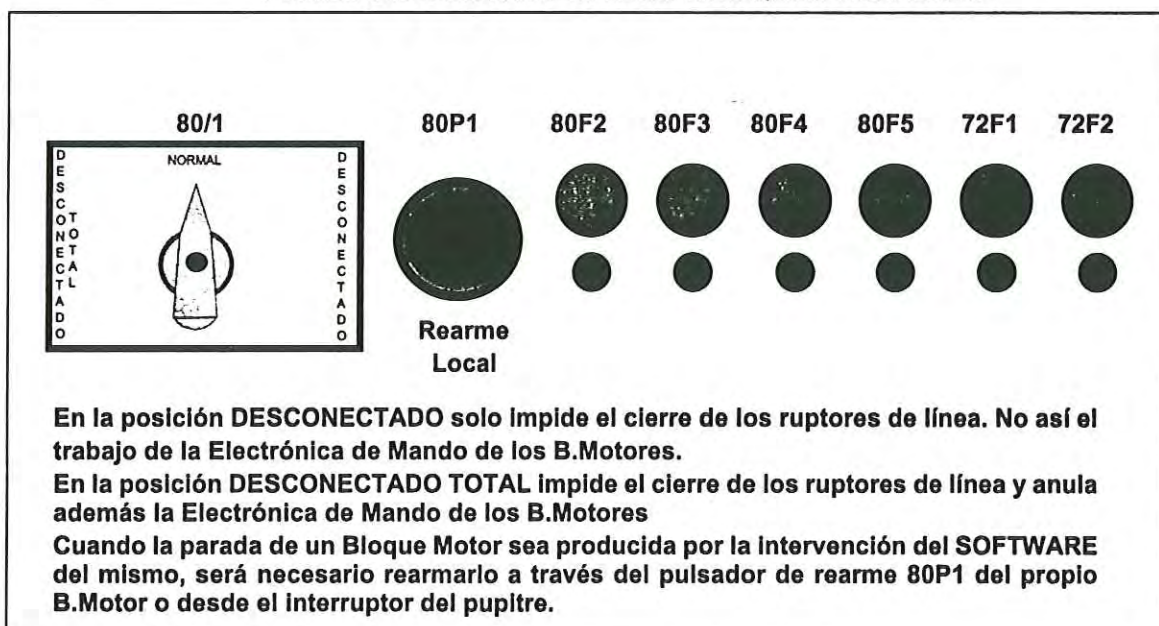 80/1 80P1 80F2 80F3 80F4 80F5 72F1 72F2
DESCONECTADO
TOTAL
NORMAL
DESCONECTADO
Rearme
Local
En la posición DESCONECTADO solo impide el cierre de los ruptores de línea. No así el
trabajo de la Electrónica de Mando de los B.Motores.
En la posición DESCONECTADO TOTAL impide el cierre de los ruptores de línea y anula
además la Electrónica de Mando de los B.Motores
Cuando la parada de un Bloque Motor sea producida por la intervención del SOFTWARE
del mismo, será necesario rearmarlo a través del pulsador de rearme 80P1 del propio
B.Motor o desde el interruptor del pupitre.